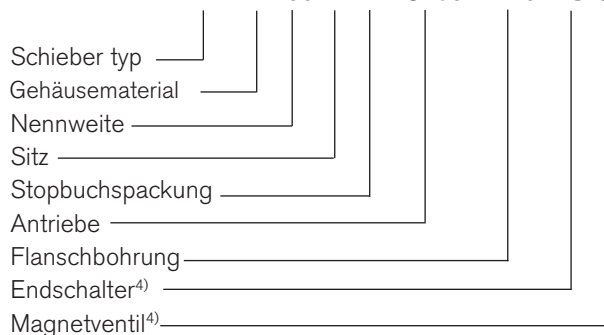 Schieber typ
Gehäusematerial
Nennweite
Sitz
Stopbuchspackung
Antriebe
Flanschbohrung
Endschalter4)
Magnetventil4)